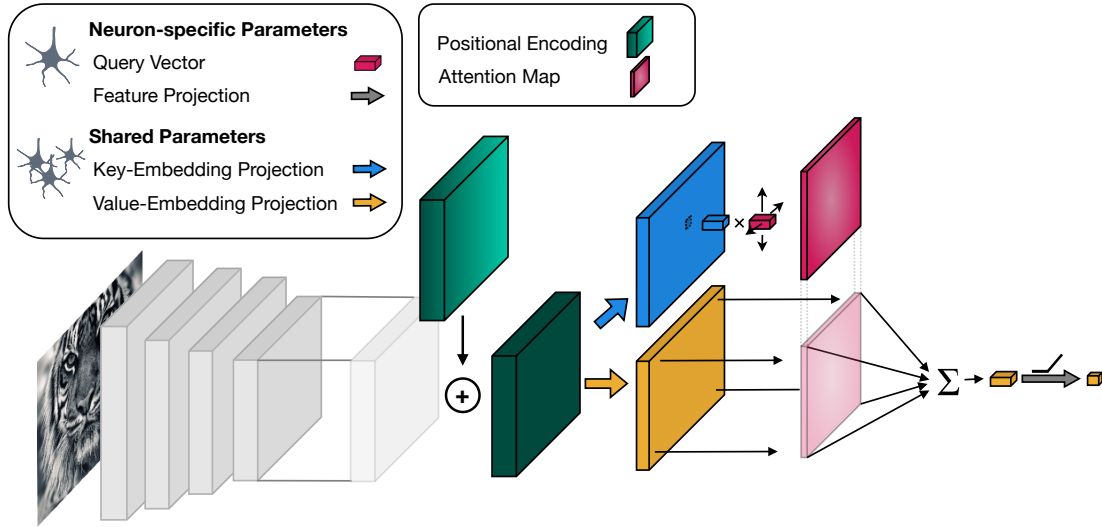 Neuron-specific Parameters
Query Vector
Feature Projection
Shared Parameters
Key-Embedding Projection
Value-Embedding Projection
Positional Encoding
Attention Map
×
+
Σ